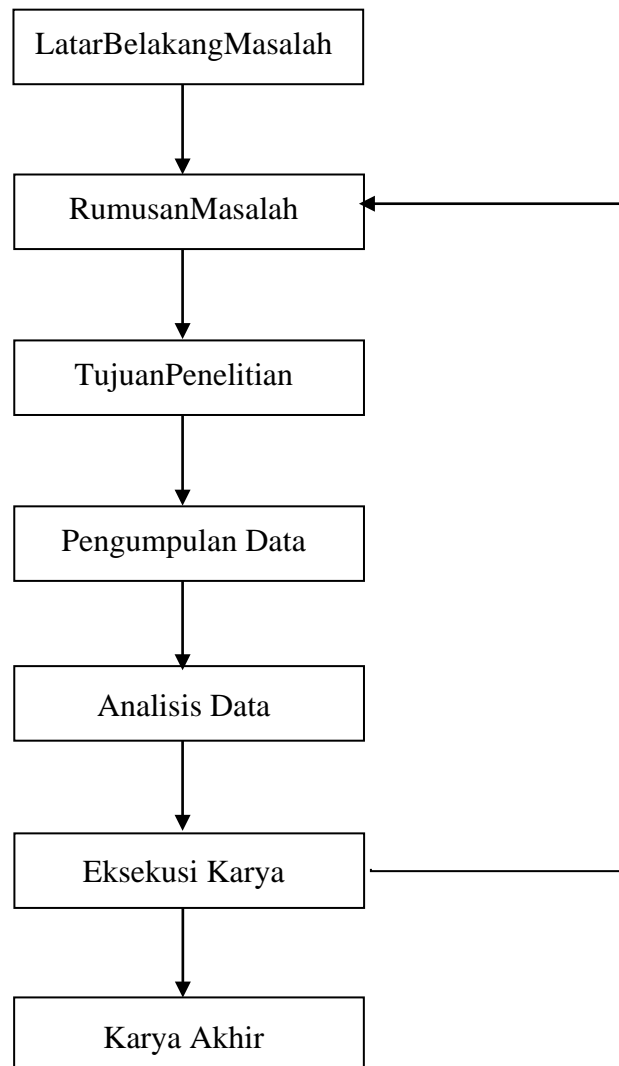 LatarBelakangMasalah
RumusanMasalah
TujuanPenelitian
Pengumpulan Data
Analisis Data
Eksekusi Karya
Karya Akhir